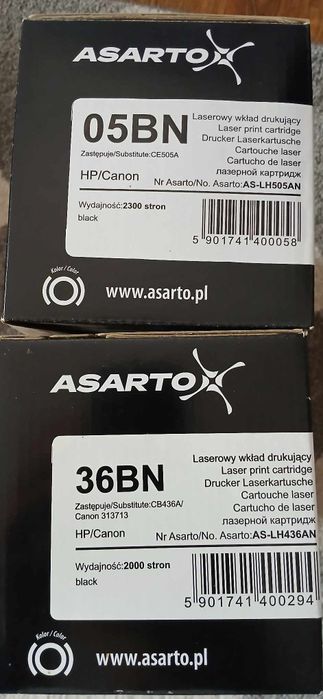 ASARTO
05BN
Zastępuje/Substitute:CE505A
HP/Canon
Laserowy wkład drukujący
Laser print cartridge
Drucker Laserkartusche
Cartouche laser
Cartucho de laser
лазерной картридж
Nr Asarto/No. Asarto:AS-LH505AN
Wydajność:2300 stron
black
5 901741 400058
Kolor / Color
www.asarto.pl
ASARTO
36BN
Zastępuje/Substitute:CB436A/
Canon 313713
HP/Canon
Laserowy wkład drukujący
Laser print cartridge
Drucker Laserkartusche
Cartouche laser
Cartucho de laser
лазерной картридж
Nr Asarto/No. Asarto:AS-LH436AN
Wydajność:2000 stron
black
5 901741 400294
Kolor / Color
www.asarto.pl